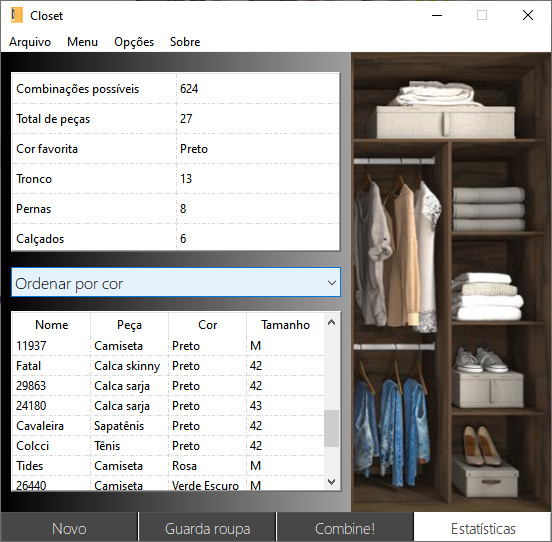 Closet
Arquivo Menu Opções Sobre
Combinações possíveis 624
Total de peças 27
Cor favorita Preto
Tronco 13
Pernas 8
Calçados 6
Ordenar por cor
Nome Peça Cor Tamanho
11937 Camiseta Preto M
Fatal Calca skinny Preto 42
29863 Calca sarja Preto 42
24180 Calca sarja Preto 43
Cavaleira Sapatênis Preto 42
Colcci Tênis Preto 42
Tides Camiseta Rosa M
26440 Camiseta Verde Escuro M
Novo Guarda roupa Combine! Estatísticas